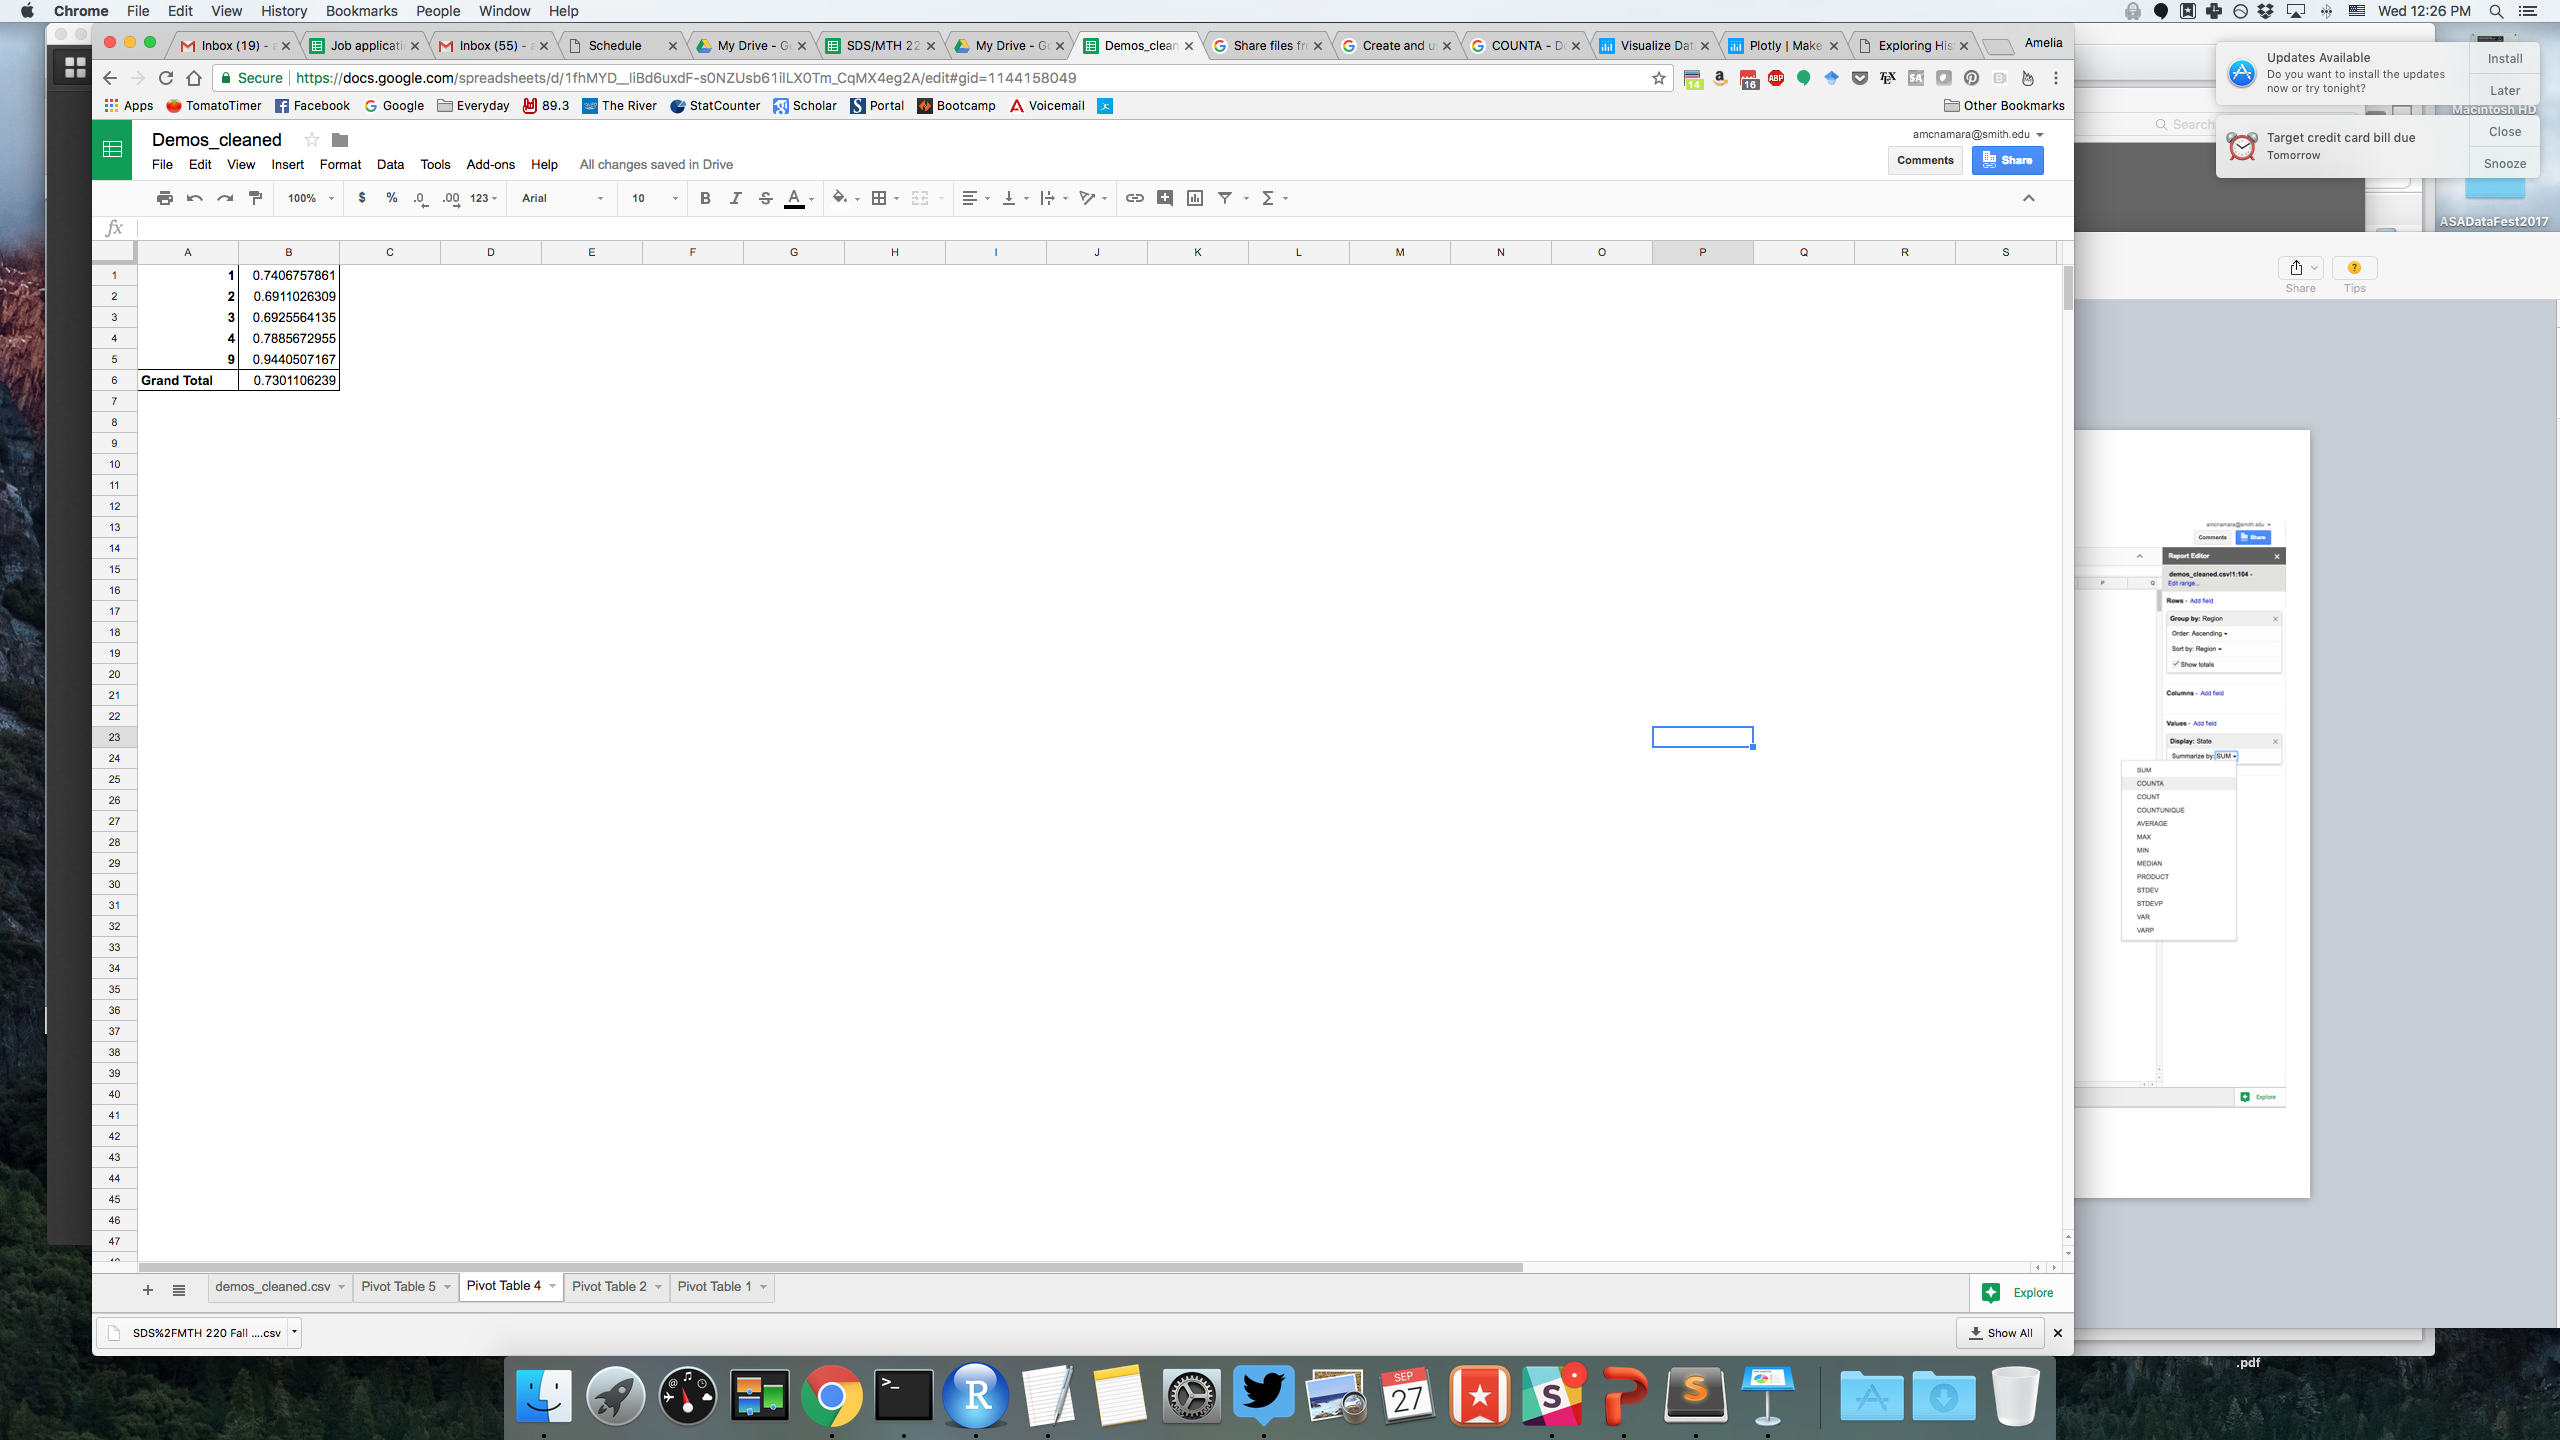 Chrome File Edit View History Bookmarks People Window Help
Wed 12:26 PM
Inbox (19) - Job applicati Inbox (55) - Schedule My Drive - Go SDS/MTH 22 My Drive - Go Demos_clean Share files fr Create and u COUNTA - Do Visualize Dat Plotly | Make Exploring His Amelia
Secure https://docs.google.com/spreadsheets/d/1fhMYD__liBd6uxdF-s0NZUsb61ilLX0Tm_CqMX4eg2A/edit#gid=1144158049
14 16 ABP
Apps TomatoTimer Facebook Google Everyday 89.3 The River StatCounter Scholar Portal Bootcamp Voicemail Other Bookmarks
Updates Available
Do you want to install the updates
now or try tonight?
Install
Later
Macintosh HD
Target credit card bill due
Tomorrow
Close
Snooze
Search
ASADataFest2017
Share Tips
Demos_cleaned
amcnamara@smith.edu
File Edit View Insert Format Data Tools Add-ons Help All changes saved in Drive
Comments Share
100% $ % .0 .00 123 Arial 10 B I S A
fx
A B C D E F G H I J K L M N O P Q R S
1 1 0.7406757861
2 2 0.6911026309
3 3 0.6925564135
4 4 0.7885672955
5 9 0.9440507167
6 Grand Total 0.7301106239
7
8
9
10
11
12
13
14
15
16
17
18
19
20
21
22
23
24
25
26
27
28
29
30
31
32
33
34
35
36
37
38
39
40
41
42
43
44
45
46
47
amcnamara@smith.edu
Comments Share
Report Editor
demos_cleaned.csv!1:104 -
Edit range...
P Q
Rows - Add field
Group by: Region
Order: Ascending
Sort by: Region
Show totals
Columns - Add field
Values - Add field
Display: State
Summarize by: SUM
SUM
COUNTA
COUNT
COUNTUNIQUE
AVERAGE
MAX
MIN
MEDIAN
PRODUCT
STDEV
STDEVP
VAR
VARP
Explore
demos_cleaned.csv Pivot Table 5 Pivot Table 4 Pivot Table 2 Pivot Table 1 Explore
SDS%2FMTH 220 Fall ....csv Show All
.pdf
SEP
27